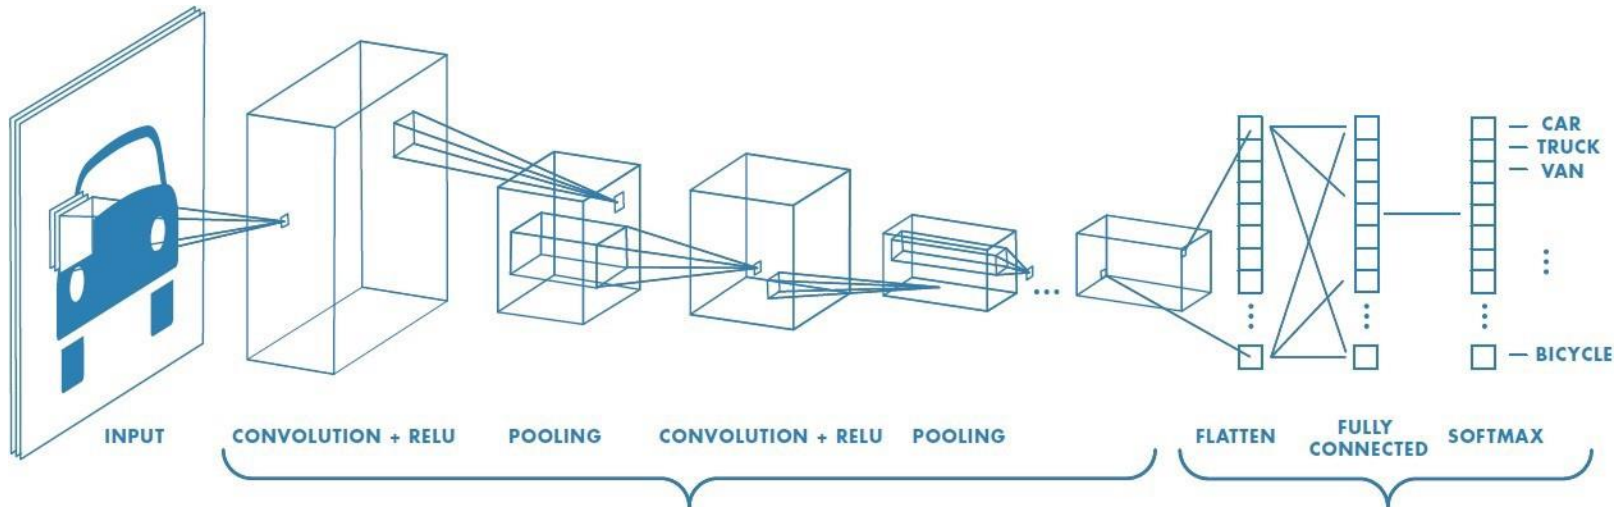 CAR
TRUCK
VAN
BICYCLE
INPUT
CONVOLUTION + RELU
POOLING
CONVOLUTION + RELU
POOLING
FLATTEN
FULLY
CONNECTED
SOFTMAX